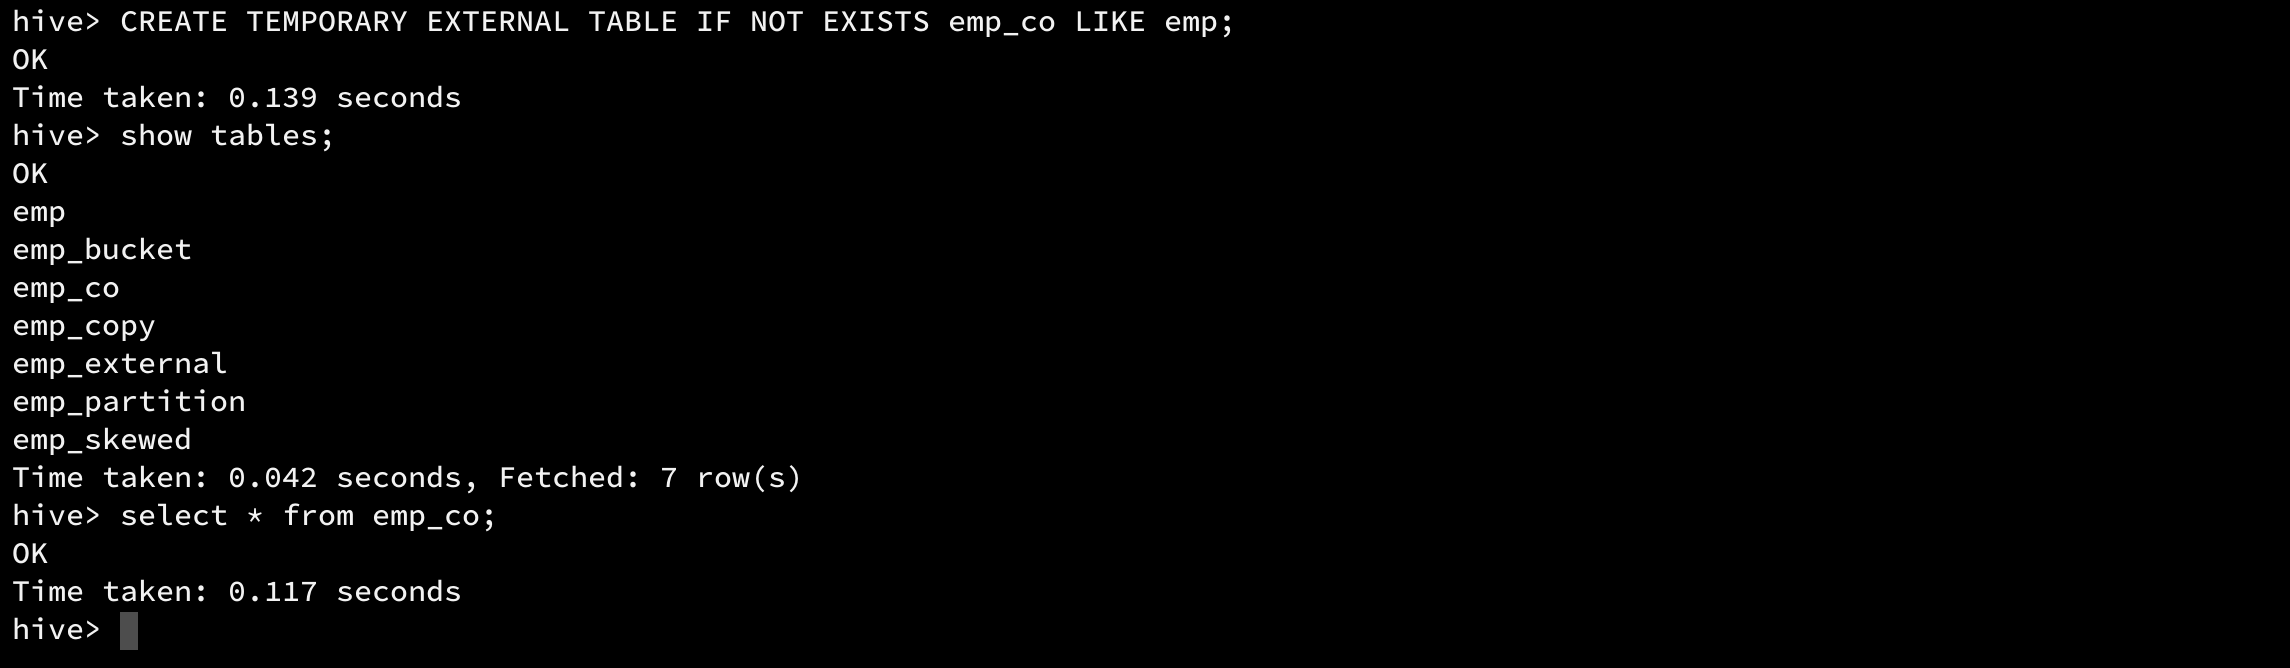 hive> CREATE TEMPORARY EXTERNAL TABLE IF NOT EXISTS emp_co LIKE emp;
OK
Time taken: 0.139 seconds
hive> show tables;
OK
emp
emp_bucket
emp_co
emp_copy
emp_external
emp_partition
emp_skewed
Time taken: 0.042 seconds, Fetched: 7 row(s)
hive> select * from emp_co;
OK
Time taken: 0.117 seconds
hive>